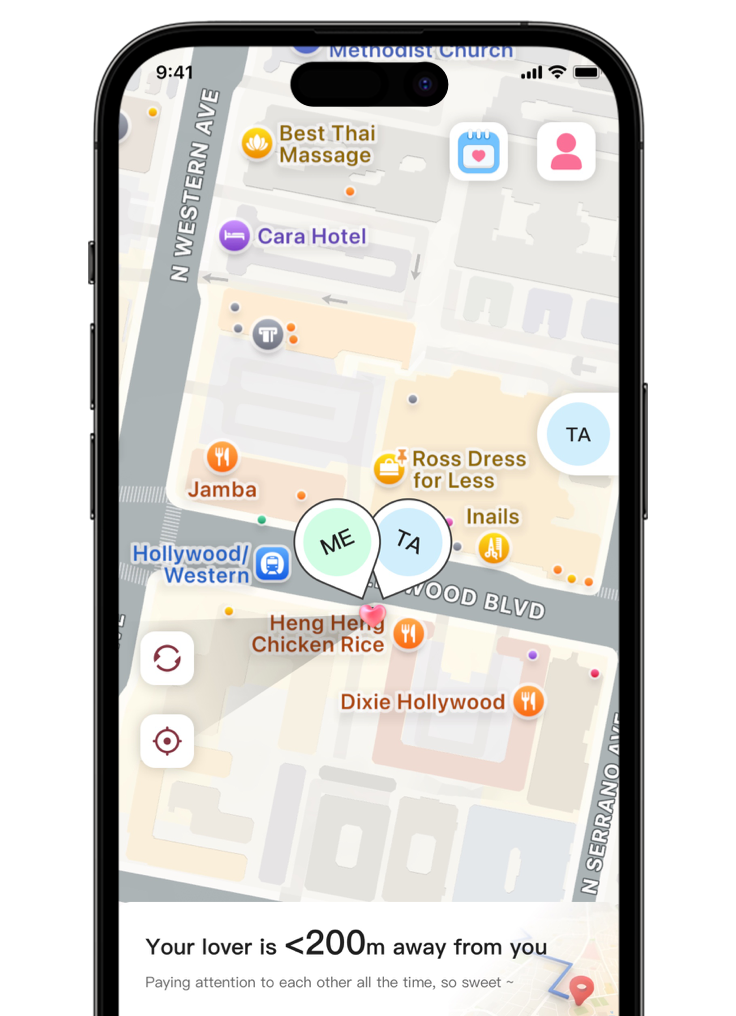 Methodist Church
9:41
N WESTERN AVE
Best Thai
Massage
Cara Hotel
TA
Ross Dress
for Less
Jamba
Inails
ME
TA
Hollywood/
Western
WOOD BLVD
Heng Heng
Chicken Rice
Dixie Hollywood
N SERRANO AVE
Your lover is <200m away from you
Paying attention to each other all the time, so sweet ~